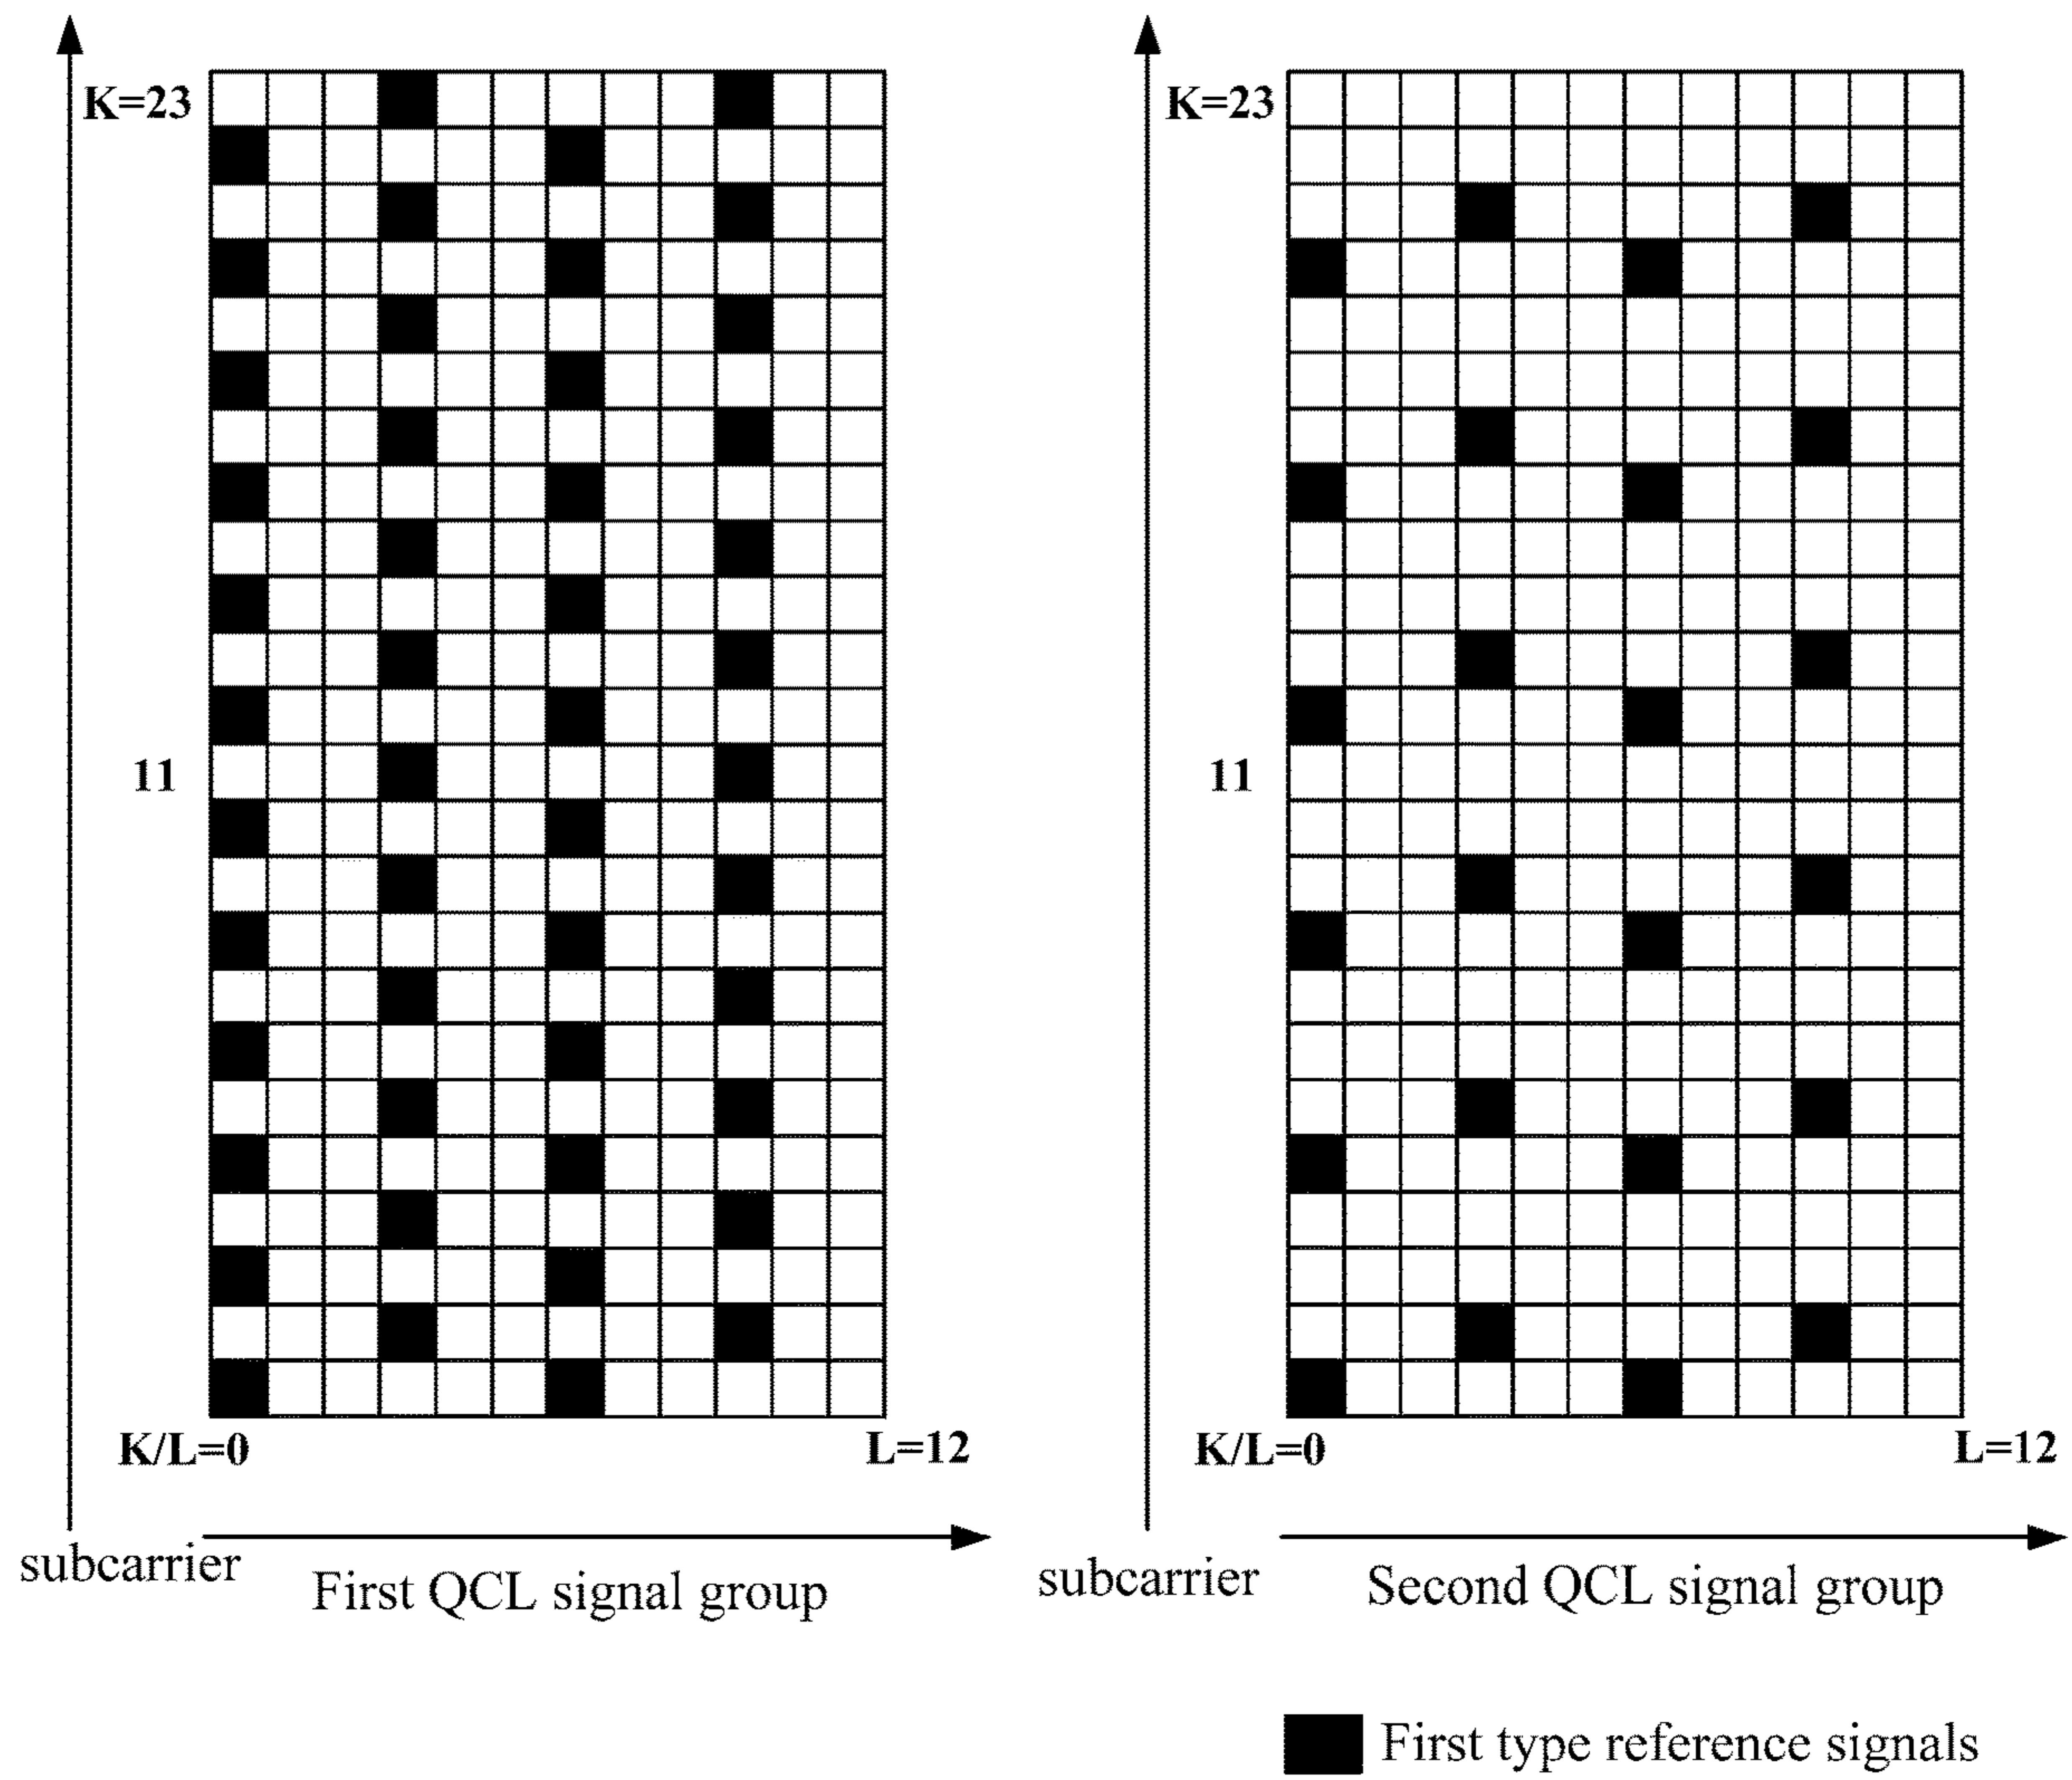 K=23
11
K/L=0
L=12
subcarrier
First QCL signal group
K=23
11
K/L=0
L=12
subcarrier
Second QCL signal group
First type reference signals